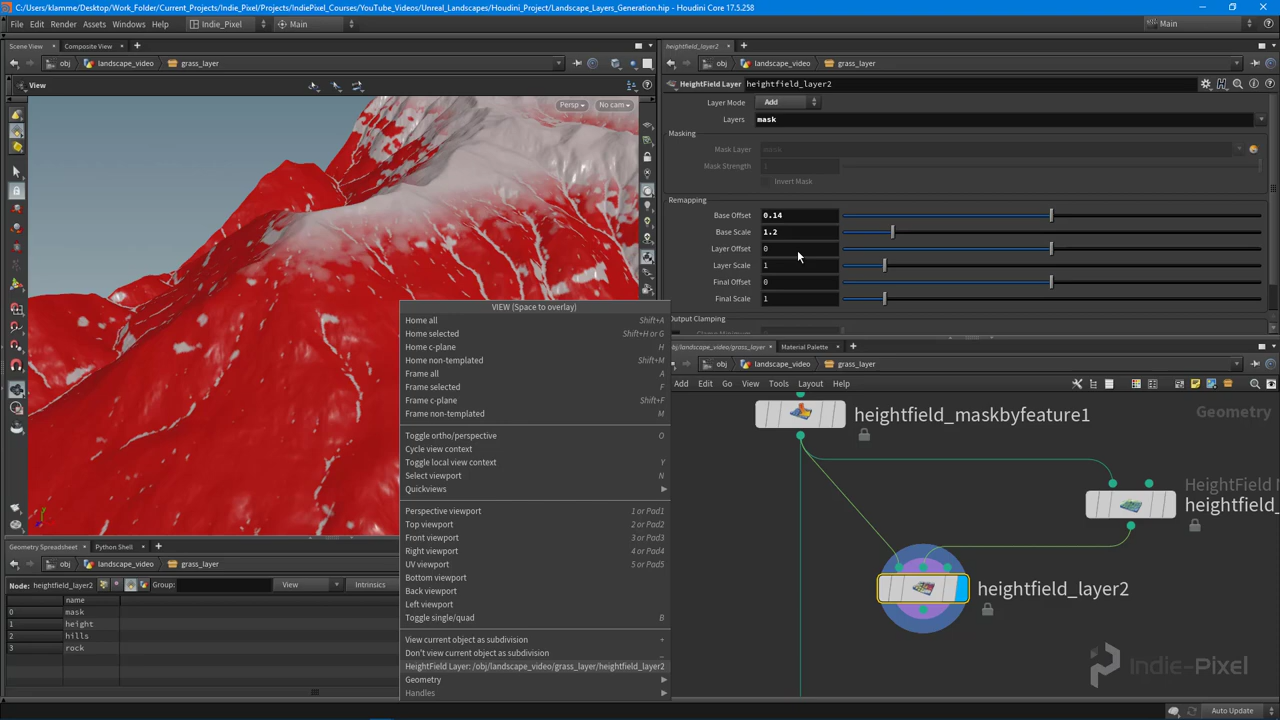 C:/Users/klamme/Desktop/Work_Folder/Current_Projects/Indie_Pixel/Projects/IndiePixel_Courses/YouTube_Videos/Unreal_Landscapes/Houdini_Project/Landscape_Layers_Generation.hip - Houdini Core 17.5.258
File Edit Render Assets Windows Help Indie_Pixel Main Main
Scene View Composite View
obj landscape_video grass_layer
View
Persp No cam
VIEW (Space to overlay)
Home all Shift+A
Home selected Shift+H or G
Home c-plane H
Home non-templated Shift+M
Frame all A
Frame selected F
Frame c-plane Shift+F
Frame non-templated M
Toggle ortho/perspective O
Cycle view context
Toggle local view context Y
Select viewport N
Quickviews
Perspective viewport 1 or Pad1
Top viewport 2 or Pad2
Front viewport 3 or Pad3
Right viewport 4 or Pad4
UV viewport 5 or Pad5
Bottom viewport
Back viewport
Left viewport
Toggle single/quad B
View current object as subdivision +
Don't view current object as subdivision _
HeightField Layer: /obj/landscape_video/grass_layer/heightfield_layer2
Geometry
Handles
Geometry Spreadsheet Python Shell
obj landscape_video grass_layer
Node: heightfield_layer2 Group: View Intrinsics
name
0 mask
1 height
2 hills
3 rock
heightfield_layer2
obj landscape_video grass_layer
HeightField Layer heightfield_layer2
Layer Mode Add
Layers mask
Masking
Mask Layer mask
Mask Strength 1
Invert Mask
Remapping
Base Offset 0.14
Base Scale 1.2
Layer Offset 0
Layer Scale 1
Final Offset 0
Final Scale 1
Output Clamping
bj/landscape_video/grass_layer Material Palette
obj landscape_video grass_layer
Add Edit Go View Tools Layout Help
Geometry
heightfield_maskbyfeature1
HeightField
heightfield_
heightfield_layer2
Indie-Pixel
Auto Update